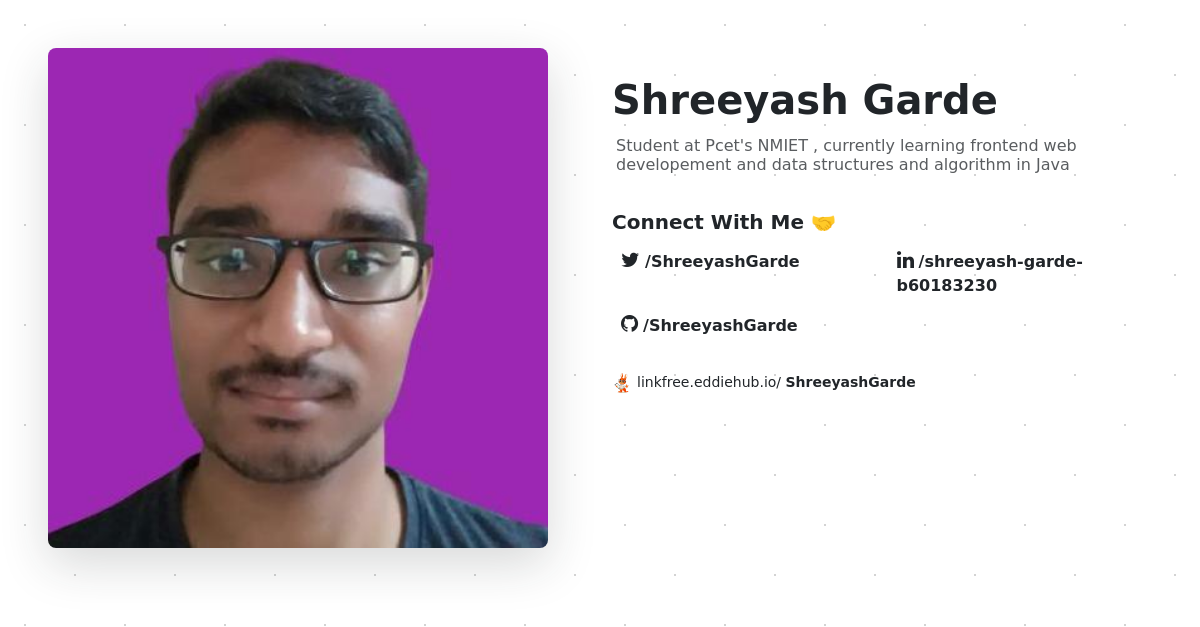 Shreeyash Garde
Student at Pcet's NMIET , currently learning frontend web
developement and data structures and algorithm in Java
Connect With Me 🤝
/ShreeyashGarde
/shreeyash-garde-
b60183230
/ShreeyashGarde
linkfree.eddiehub.io/ ShreeyashGarde